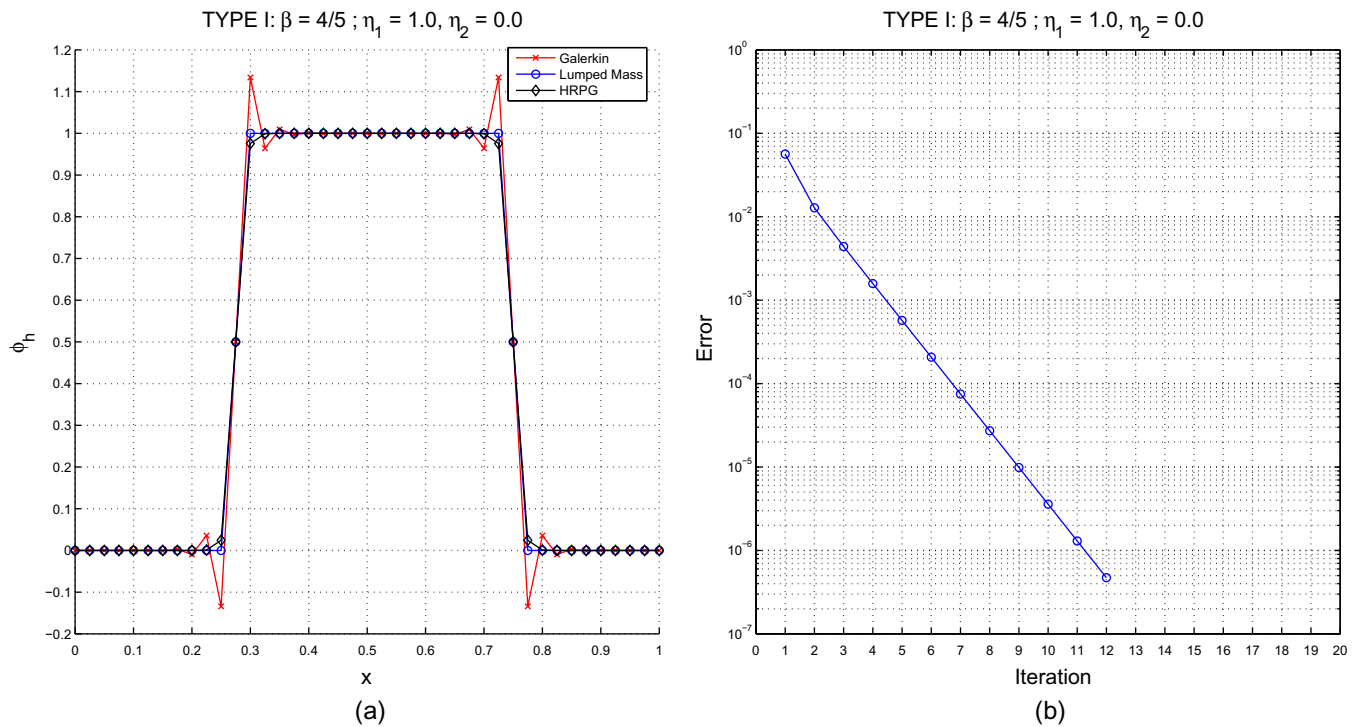 TYPE I: β = 4/5 ; η₁ = 1.0, η₂ = 0.0
1.2
1.1
1
0.9
0.8
0.7
0.6
0.5
0.4
0.3
0.2
0.1
0
−0.1
−0.2
ϕₕ
Galerkin
Lumped Mass
HRPG
0 0.1 0.2 0.3 0.4 0.5 0.6 0.7 0.8 0.9 1
x
(a)
TYPE I: β = 4/5 ; η₁ = 1.0, η₂ = 0.0
10⁰
10⁻¹
10⁻²
10⁻³
10⁻⁴
10⁻⁵
10⁻⁶
10⁻⁷
Error
0 1 2 3 4 5 6 7 8 9 10 11 12 13 14 15 16 17 18 19 20
Iteration
(b)